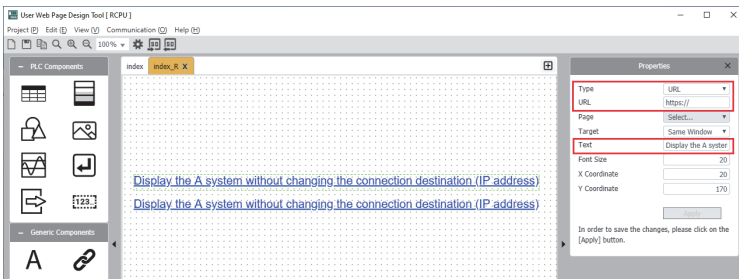 User Web Page Design Tool [ RCPU ]
Project (P) Edit (E) View (V) Communication (O) Help (H)
100%
PLC Components
index index_R X
Properties X
Type URL
URL https://
Page Select...
Target Same Window
Text Display the A syster
Font Size 20
X Coordinate 20
Y Coordinate 170
Apply
In order to save the changes, please click on the
[Apply] button.
123..
Display the A system without changing the connection destination (IP address)
Display the A system without changing the connection destination (IP address)
Generic Components
A